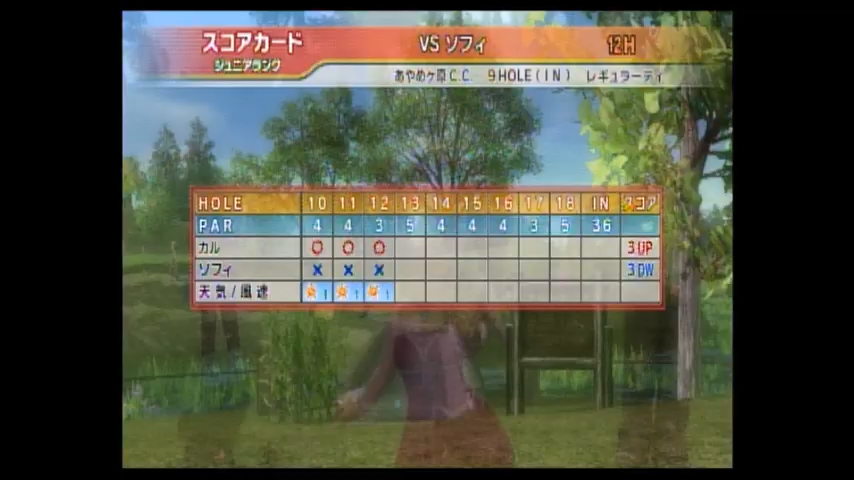 スコアカード VS ソフィ 12H
ジュニアランク
あやめヶ原C.C. 9HOLE(IN) レギュラーティ
HOLE 10 11 12 13 14 15 16 17 18 IN スコア
PAR 4 4 3 5 4 4 4 3 5 36
カル ○ ○ ○ 3UP
ソフィ × × × 3DW
天気/風速 1 1 1